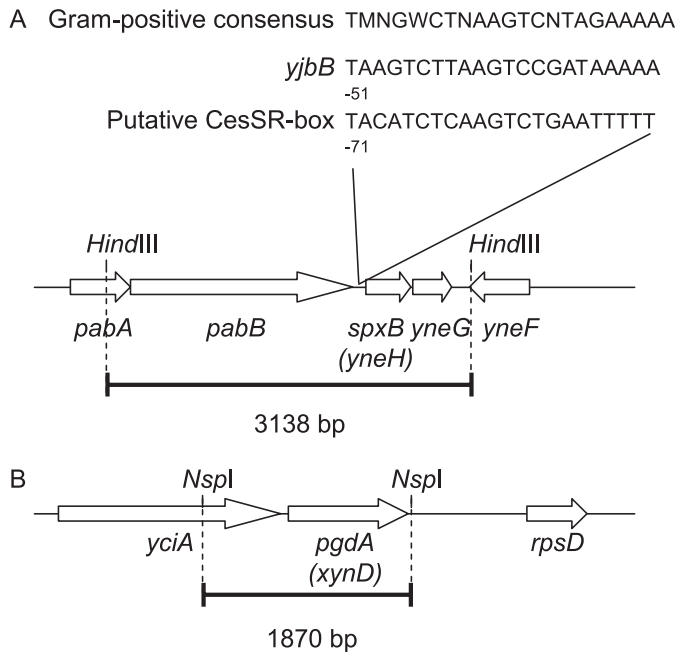 A Gram-positive consensus TMNGWCTNAAGTCNTAGAAAAA
yjbB TAAGTCTTAAGTCCGATAAAAA
-51
Putative CesSR-box TACATCTCAAGTCTGAATTTTT
-71
HindIII HindIII
pabA pabB spxB yneG yneF
(yneH)
3138 bp
B NspI NspI
yciA pgdA rpsD
(xynD)
1870 bp